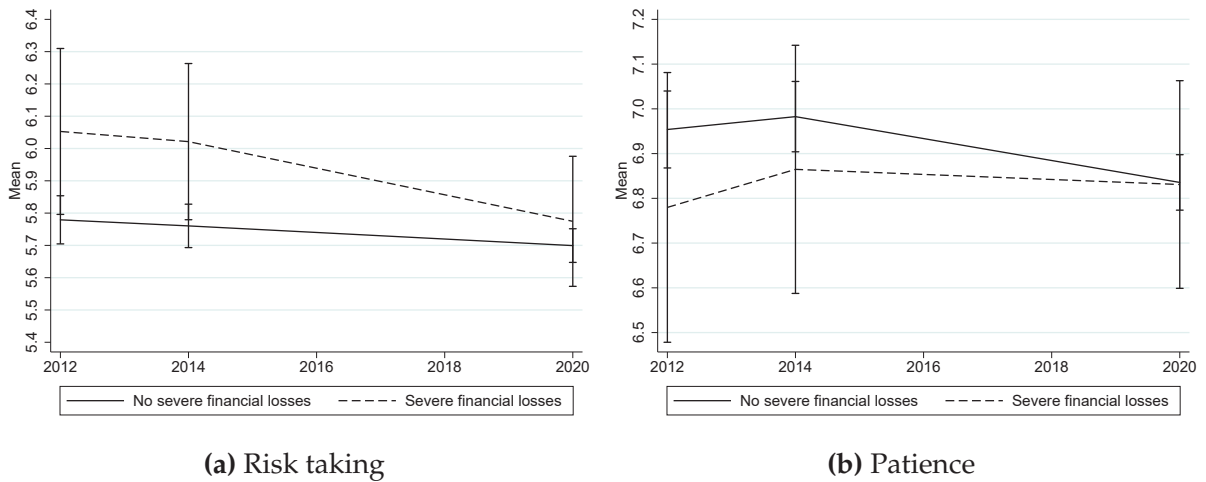 6.4
6.3
6.2
6.1
6.0
5.9
5.8
5.7
5.6
5.5
5.4
Mean
2012 2014 2016 2018 2020
No severe financial losses Severe financial losses
(a) Risk taking
7.2
7.1
7.0
6.9
6.8
6.7
6.6
6.5
Mean
2012 2014 2016 2018 2020
No severe financial losses Severe financial losses
(b) Patience